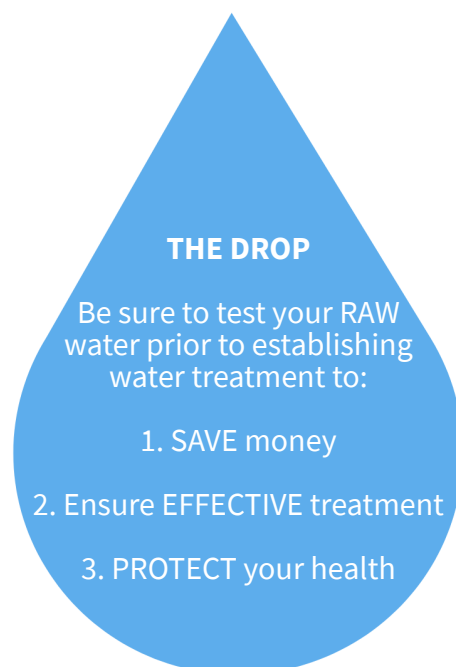 THE DROP
Be sure to test your RAW
water prior to establishing
water treatment to:
1. SAVE money
2. Ensure EFFECTIVE treatment
3. PROTECT your health